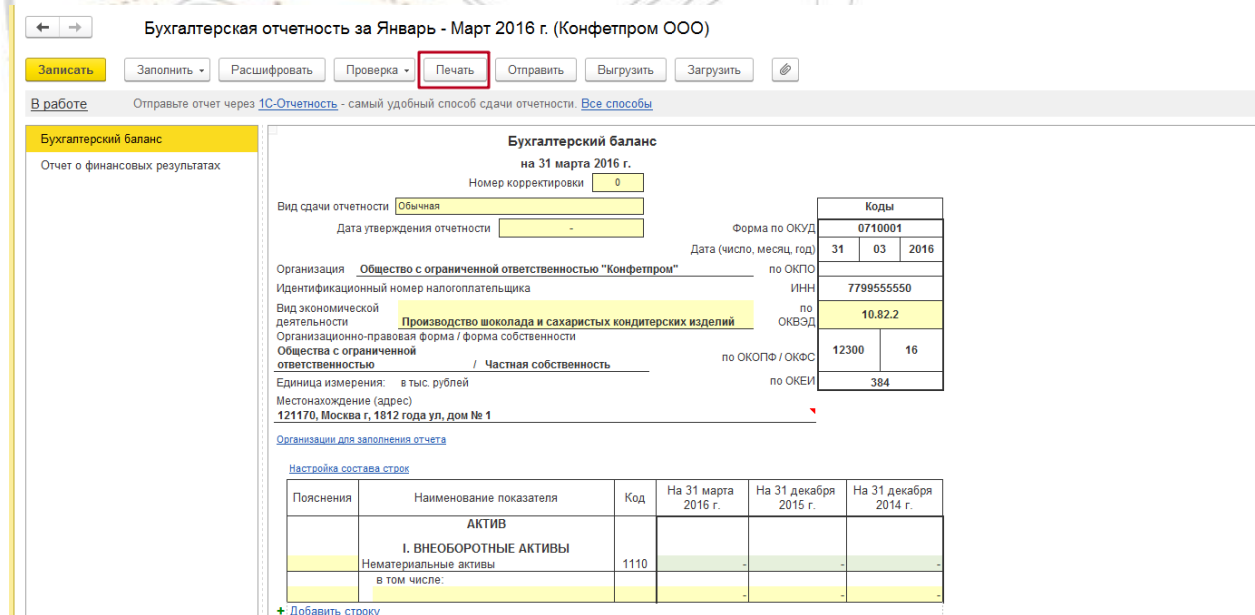 Бухгалтерская отчетность за Январь - Март 2016 г. (Конфетпром ООО)
Записать Заполнить Расшифровать Проверка Печать Отправить Выгрузить Загрузить
В работе Отправьте отчет через 1С-Отчетность - самый удобный способ сдачи отчетности. Все способы
Бухгалтерский баланс
Отчет о финансовых результатах
Бухгалтерский баланс
на 31 марта 2016 г.
Номер корректировки 0
Вид сдачи отчетности Обычная Коды
Дата утверждения отчетности - Форма по ОКУД 0710001
Дата (число, месяц, год) 31 03 2016
Организация Общество с ограниченной ответственностью "Конфетпром" по ОКПО
Идентификационный номер налогоплательщика ИНН 7799555550
Вид экономической
деятельности Производство шоколада и сахаристых кондитерских изделий по
ОКВЭД 10.82.2
Организационно-правовая форма / форма собственности
Общества с ограниченной
ответственностью / Частная собственность по ОКОПФ / ОКФС 12300 16
Единица измерения: в тыс. рублей по ОКЕИ 384
Местонахождение (адрес)
121170, Москва г, 1812 года ул, дом № 1
Организации для заполнения отчета
Настройка состава строк
Пояснения Наименование показателя Код На 31 марта
2016 г. На 31 декабря
2015 г. На 31 декабря
2014 г.
АКТИВ
I. ВНЕОБОРОТНЫЕ АКТИВЫ
Нематериальные активы 1110 - - -
в том числе:
- - -
+ Добавить строку